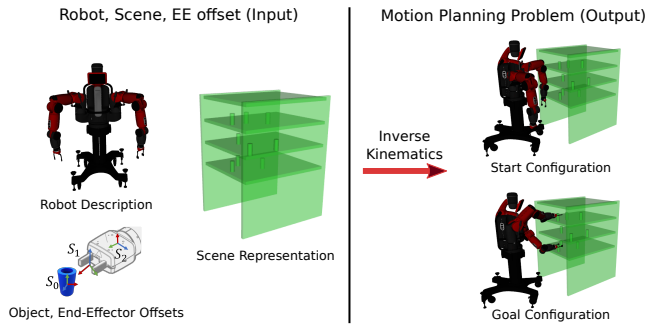 Robot, Scene, EE offset (Input)
Robot Description
S₁
S₂
S₀
Object, End-Effector Offsets
Scene Representation
Motion Planning Problem (Output)
Inverse
Kinematics
Start Configuration
Goal Configuration